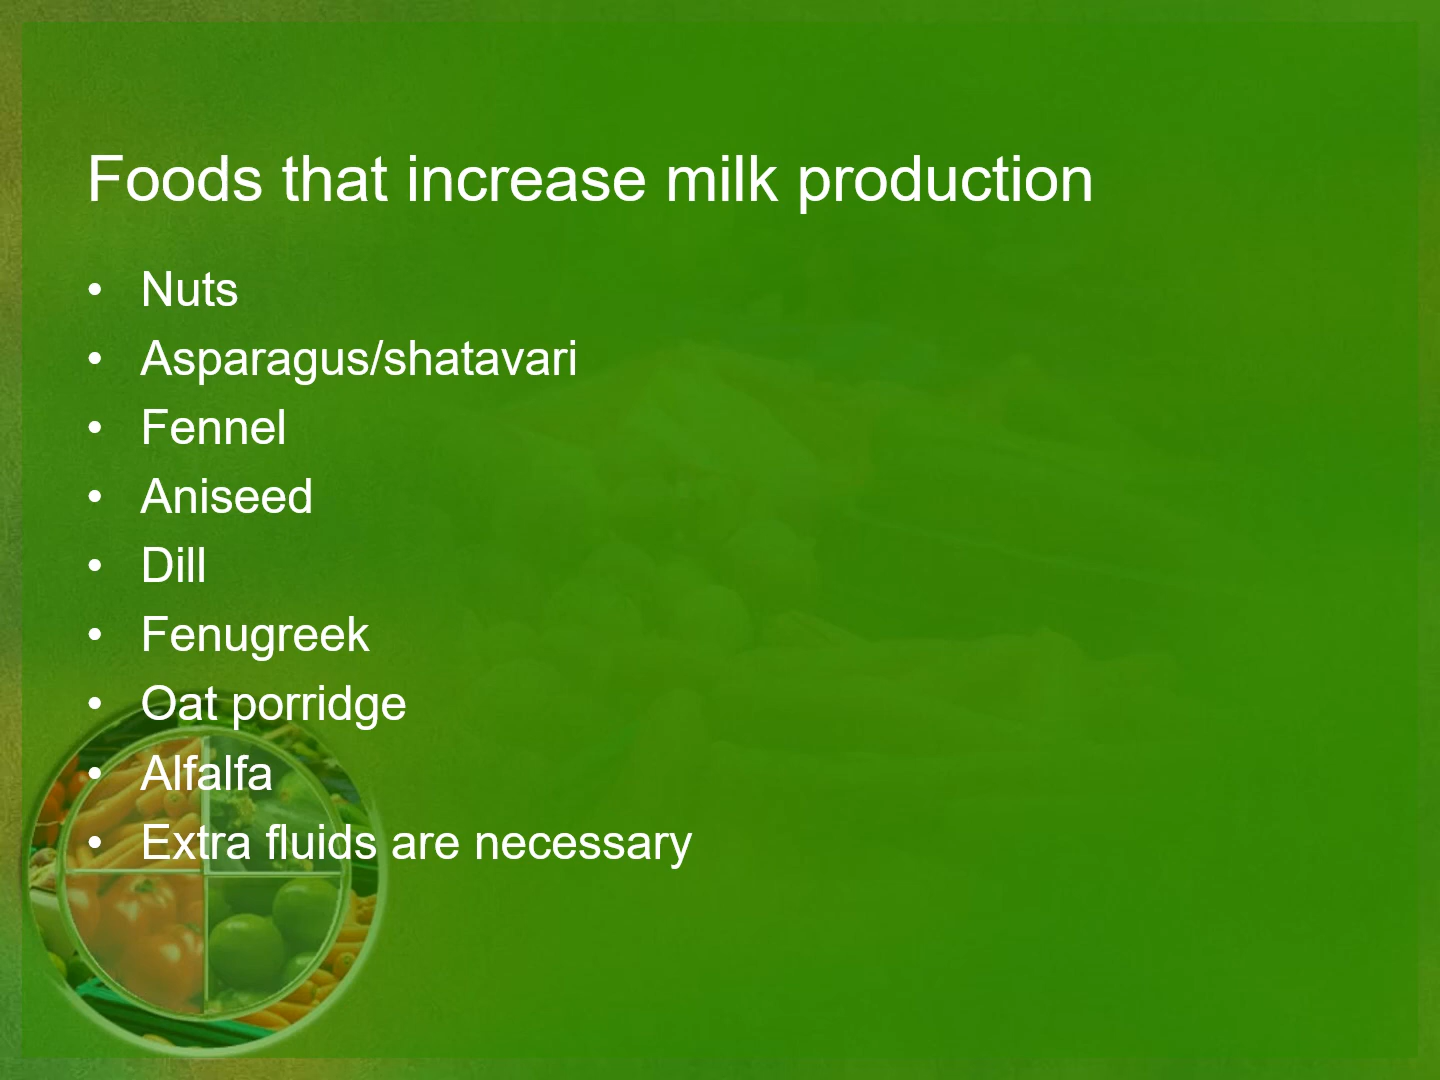 Foods that increase milk production
• Nuts
• Asparagus/shatavari
• Fennel
• Aniseed
• Dill
• Fenugreek
• Oat porridge
• Alfalfa
• Extra fluids are necessary